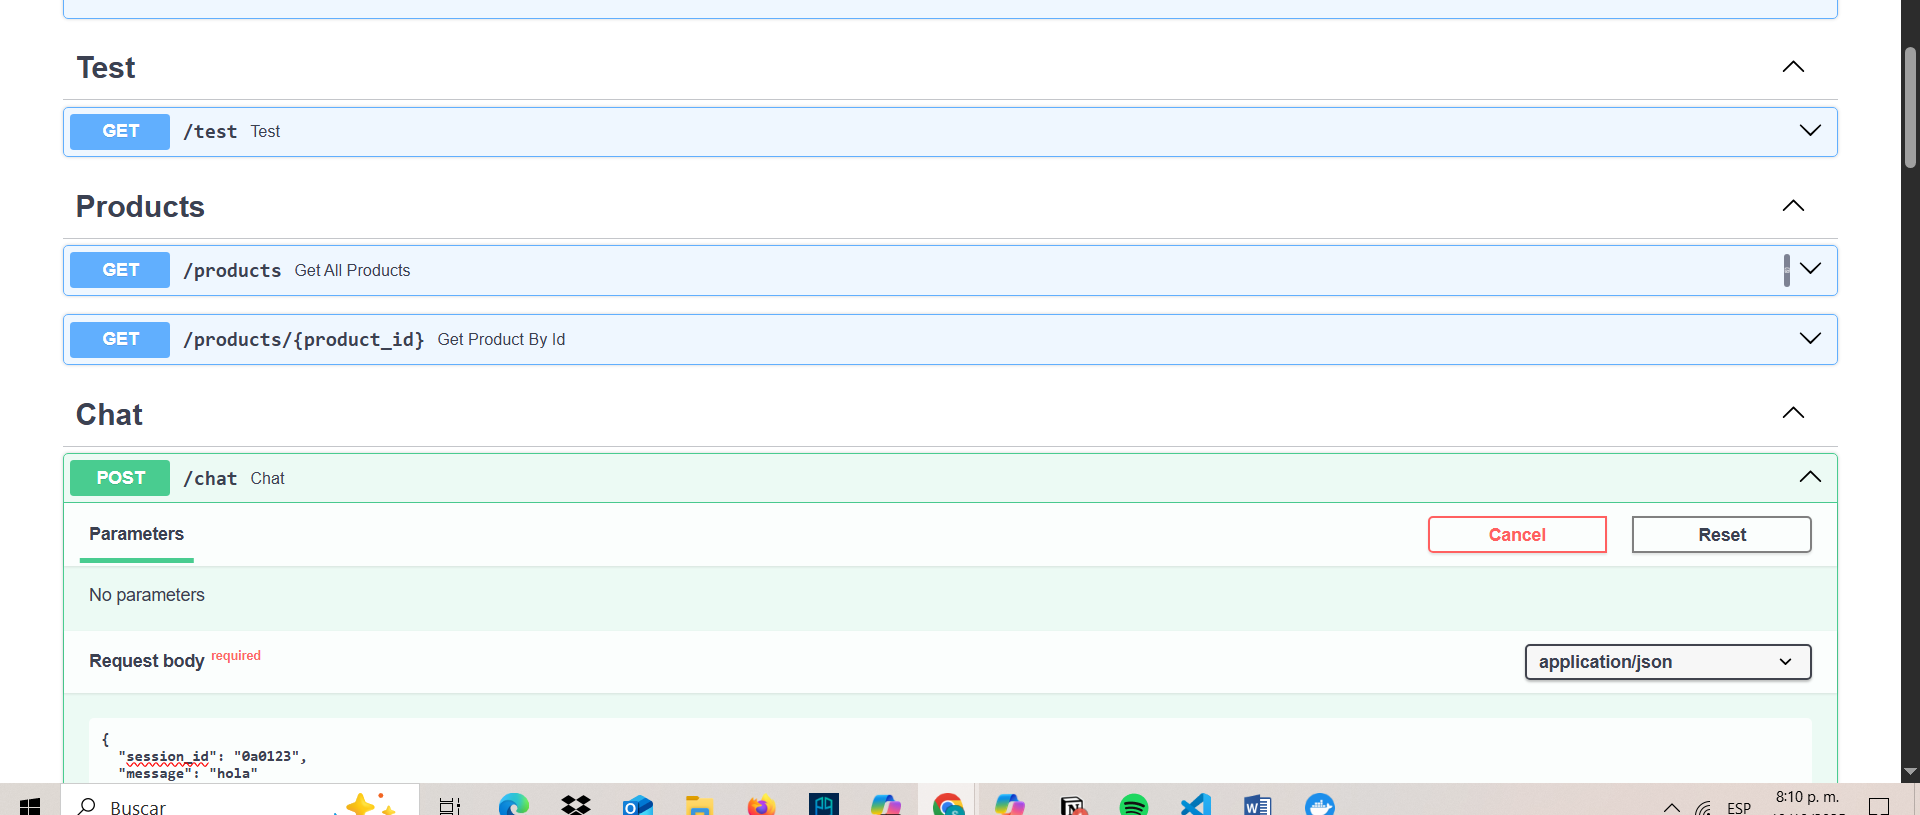 Test
GET /test Test
Products
GET /products Get All Products
GET /products/{product_id} Get Product By Id
Chat
POST /chat Chat
Parameters Cancel Reset
No parameters
Request body required application/json
{
"session_id": "0a0123",
"message": "hola"
Buscar
ESP
8:10 p. m.